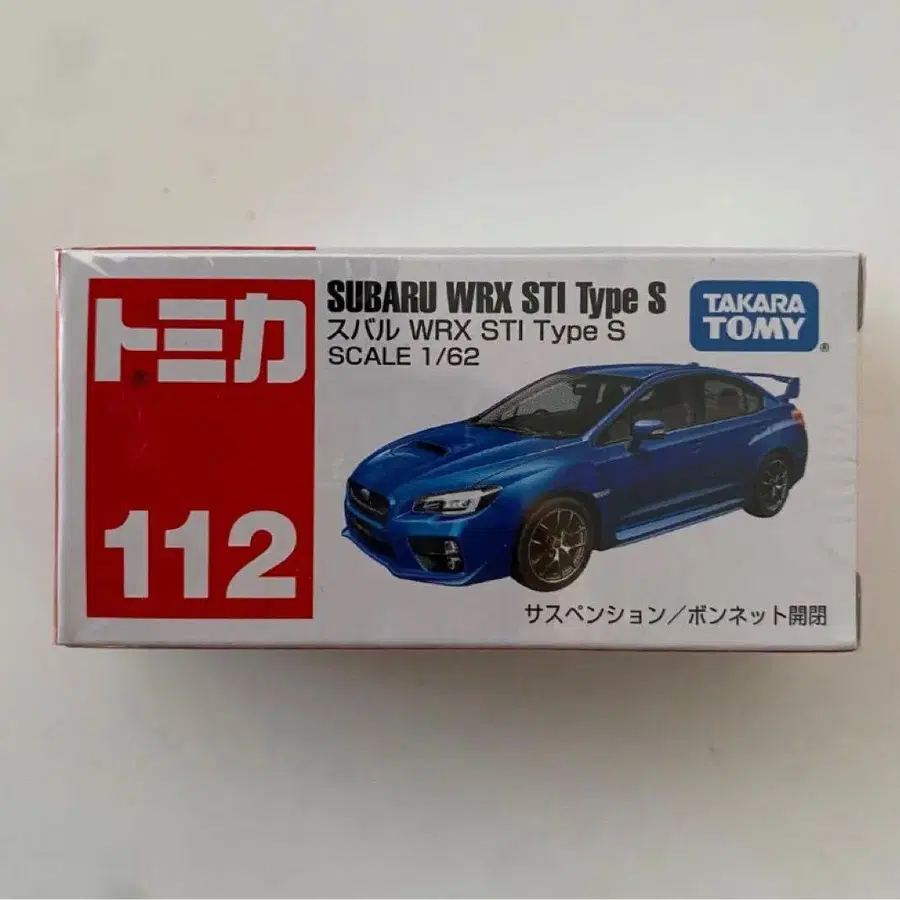 トミカ
112
SUBARU WRX STI Type S
スバル WRX STI Type S
SCALE 1/62
TAKARA
TOMY
®
サスペンション/ボンネット開閉